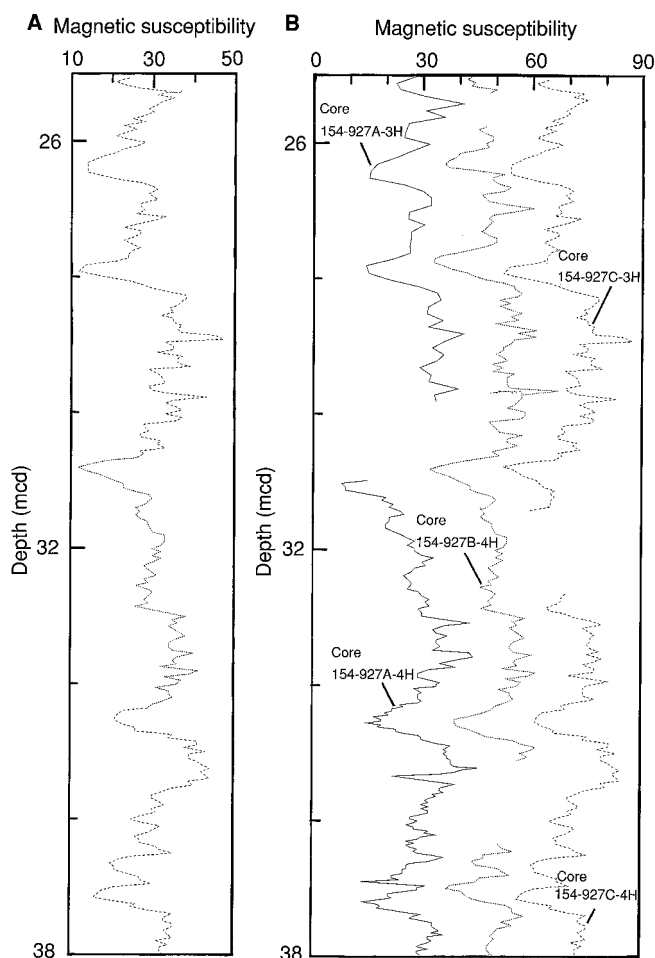 A Magnetic susceptibility
10 30 50
26
32
38
Depth (mcd)
B Magnetic susceptibility
0 30 60 90
26
32
38
Depth (mcd)
Core
154-927A-3H
Core
154-927C-3H
Core
154-927B-4H
Core
154-927A-4H
Core
154-927C-4H